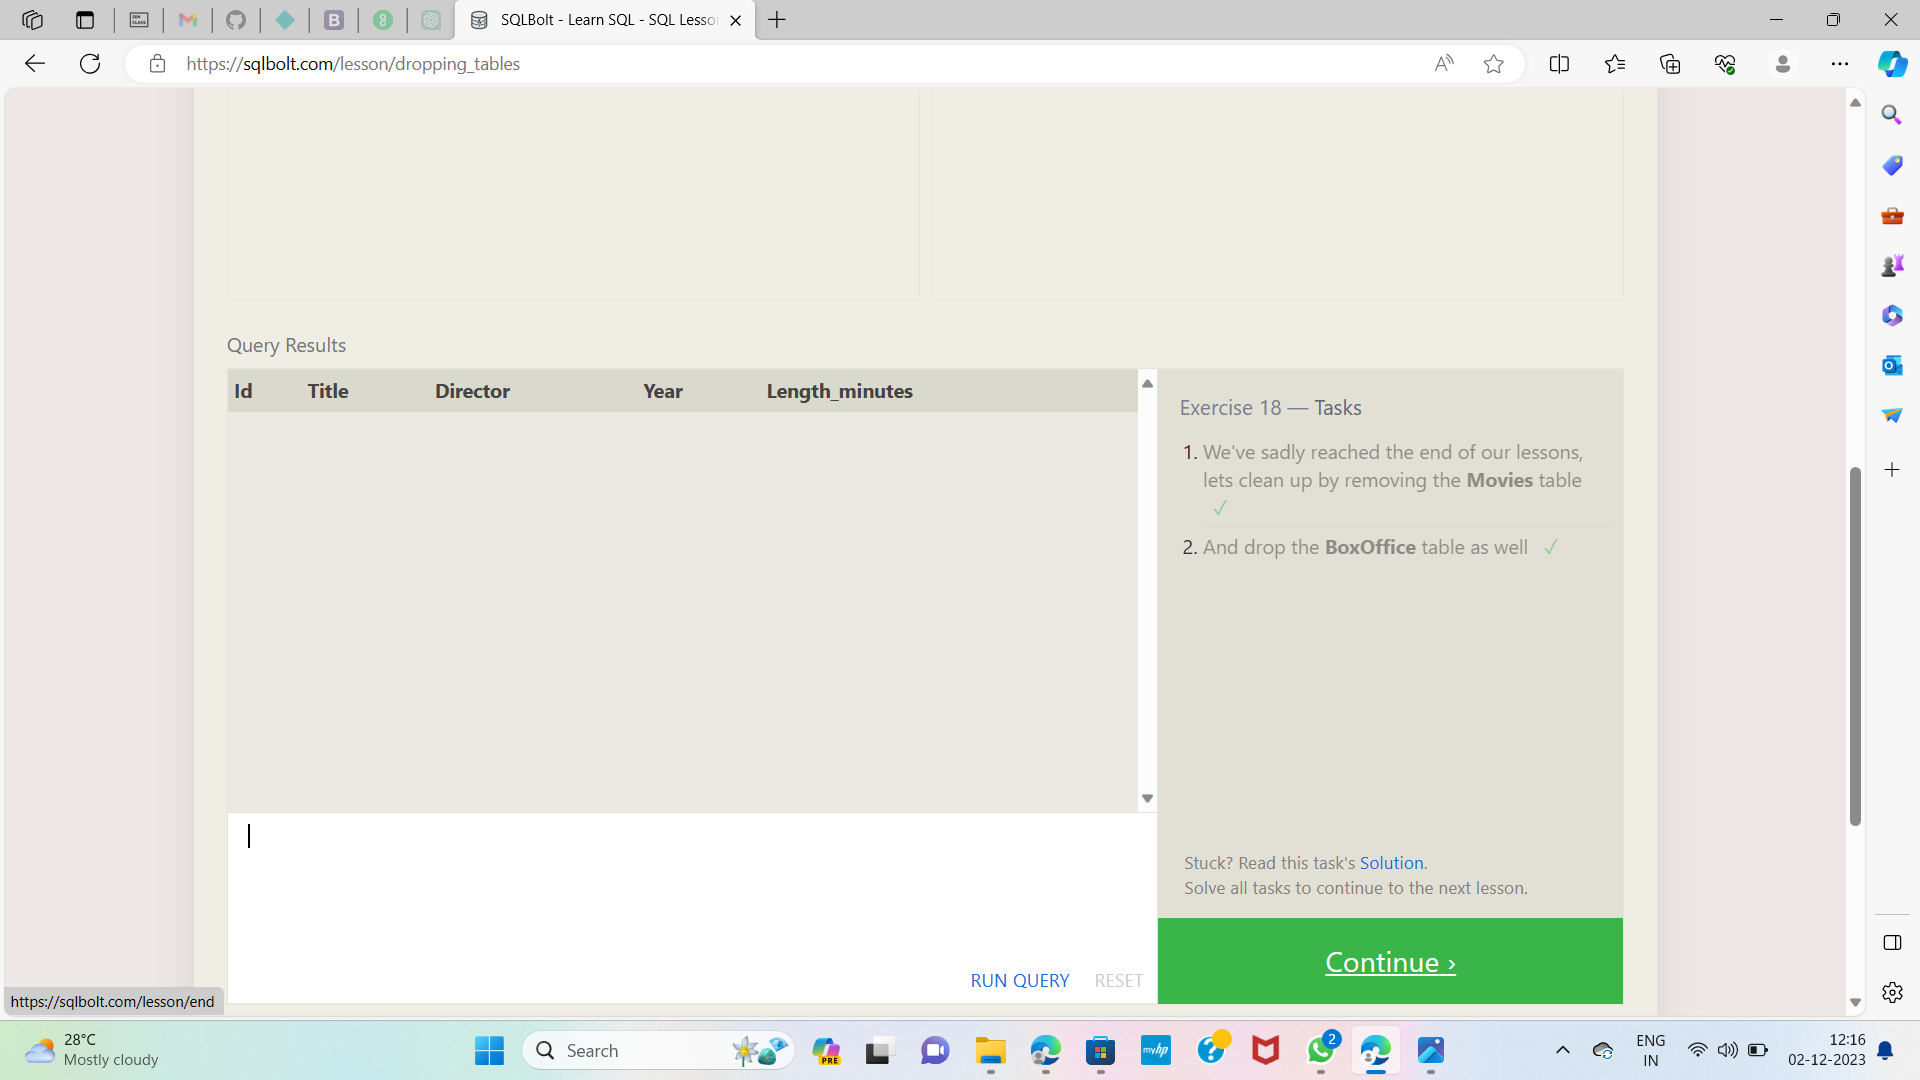 SQLBolt - Learn SQL - SQL Lesso
https://sqlbolt.com/lesson/dropping_tables
Query Results
Id Title Director Year Length_minutes
Exercise 18 — Tasks
1. We've sadly reached the end of our lessons,
lets clean up by removing the Movies table
✓
2. And drop the BoxOffice table as well ✓
Stuck? Read this task's Solution.
Solve all tasks to continue to the next lesson.
RUN QUERY RESET
Continue ›
https://sqlbolt.com/lesson/end
28°C
Mostly cloudy
Search
PRE
myhp
2
ENG
IN
12:16
02-12-2023